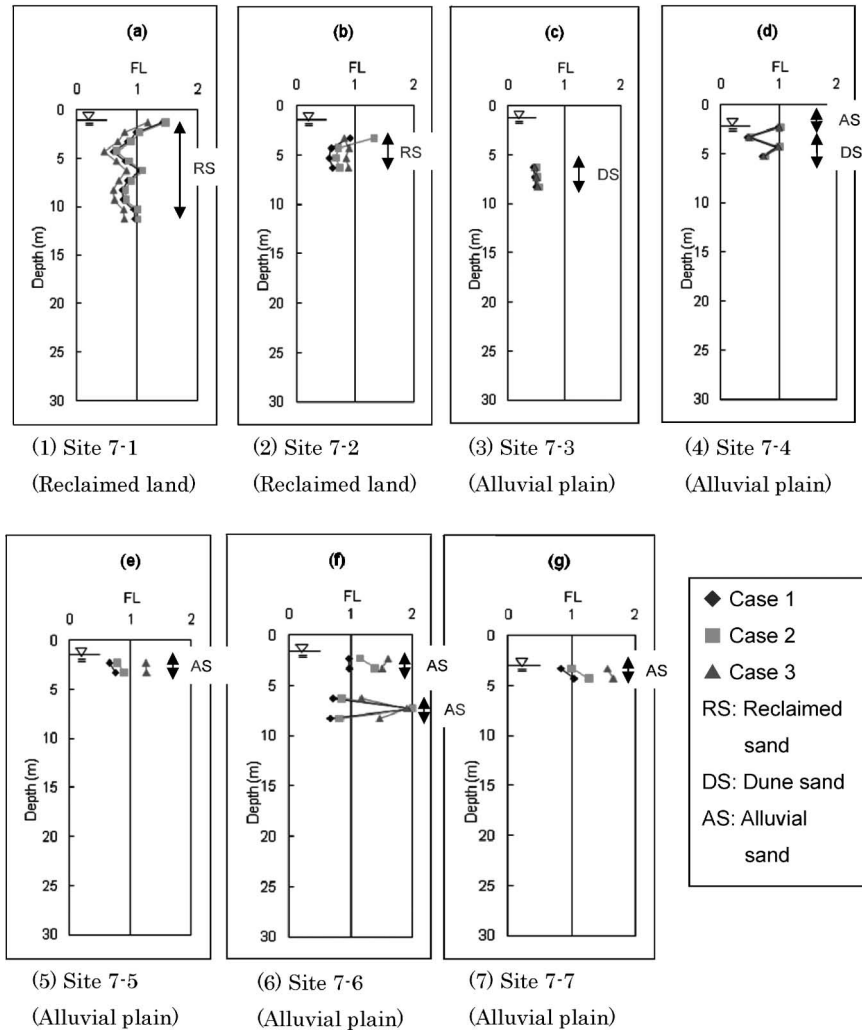 (a)
FL
0 1 2
0
5
10
15
20
25
30
Depth (m)
RS
(1) Site 7-1
(Reclaimed land)
(b)
FL
0 1 2
0
5
10
15
20
25
30
Depth (m)
RS
(2) Site 7-2
(Reclaimed land)
(c)
FL
0 1 2
0
5
10
15
20
25
30
Depth (m)
DS
(3) Site 7-3
(Alluvial plain)
(d)
FL
0 1 2
0
5
10
15
20
25
30
Depth (m)
AS
DS
(4) Site 7-4
(Alluvial plain)
(e)
FL
0 1 2
0
5
10
15
20
25
30
Depth (m)
AS
(5) Site 7-5
(Alluvial plain)
(f)
FL
0 1 2
0
5
10
15
20
25
30
Depth (m)
AS
AS
(6) Site 7-6
(Alluvial plain)
(g)
FL
0 1 2
0
5
10
15
20
25
30
Depth (m)
AS
(7) Site 7-7
(Alluvial plain)
Case 1
Case 2
Case 3
RS: Reclaimed
sand
DS: Dune sand
AS: Alluvial
sand